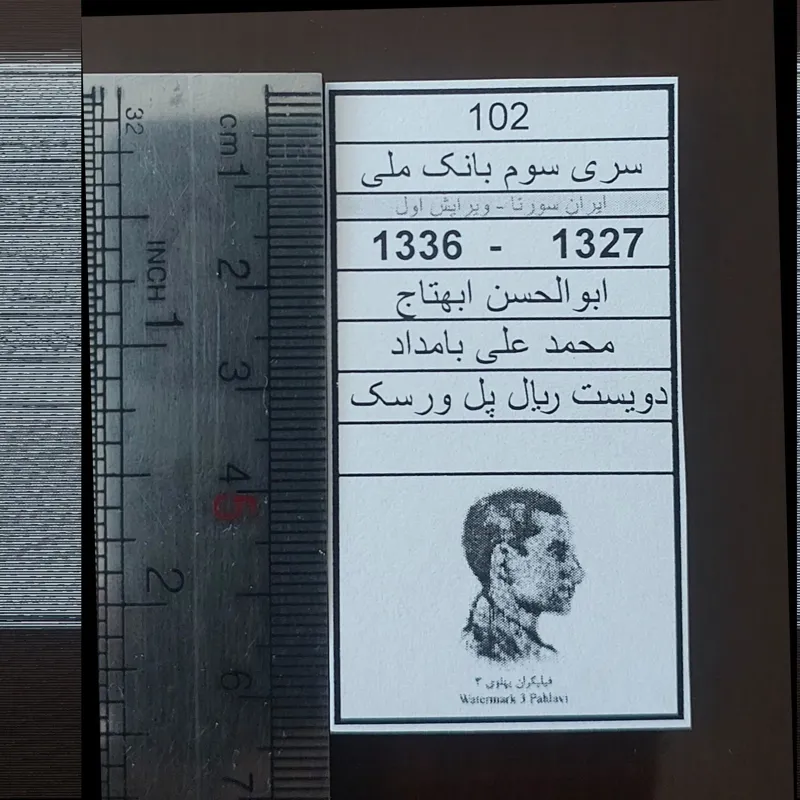 102
سری سوم بانک ملی
ایران سورنا - ویرایش اول
1336 - 1327
ابوالحسن ابهتاج
محمد علی بامداد
دویست ریال پل ورسک
فیلیگران پهلوی ۳
Watermark 3 Pahlavi
32
cm 1
INCH 1
2
3
4
5
2
6
7